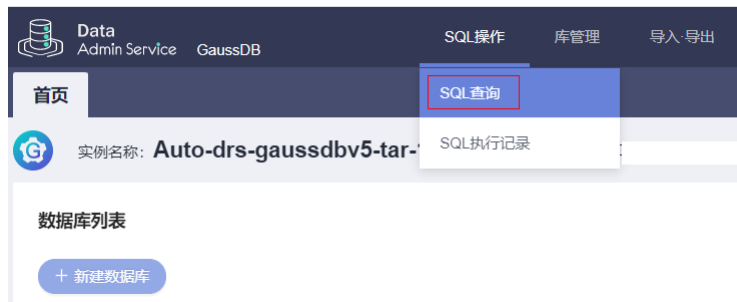 Data
Admin Service GaussDB SQL操作 库管理 导入·导出
首页 SQL查询
实例名称: Auto-drs-gaussdbv5-tar- SQL执行记录
数据库列表
+ 新建数据库